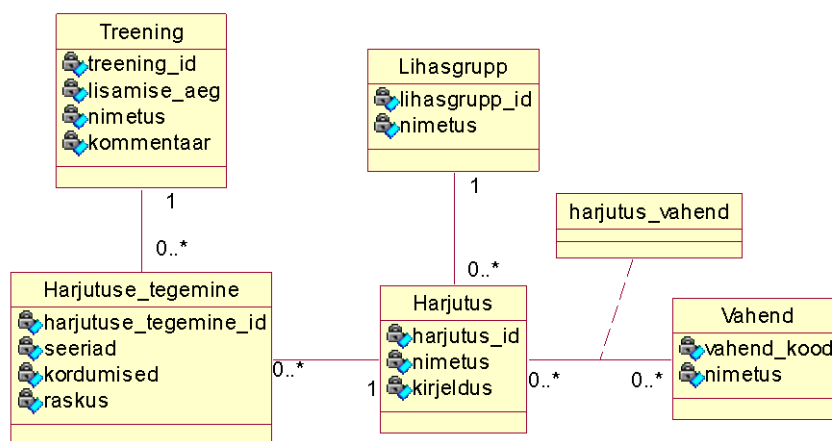 Treening
treening_id
lisamise_aeg
nimetus
kommentaar
Lihasgrupp
lihasgrupp_id
nimetus
1
0..*
1
0..*
harjutus_vahend
Harjutuse_tegemine
harjutuse_tegemine_id
seeriad
kordumised
raskus
0..*
1
Harjutus
harjutus_id
nimetus
kirjeldus
0..*
0..*
Vahend
vahend_kood
nimetus